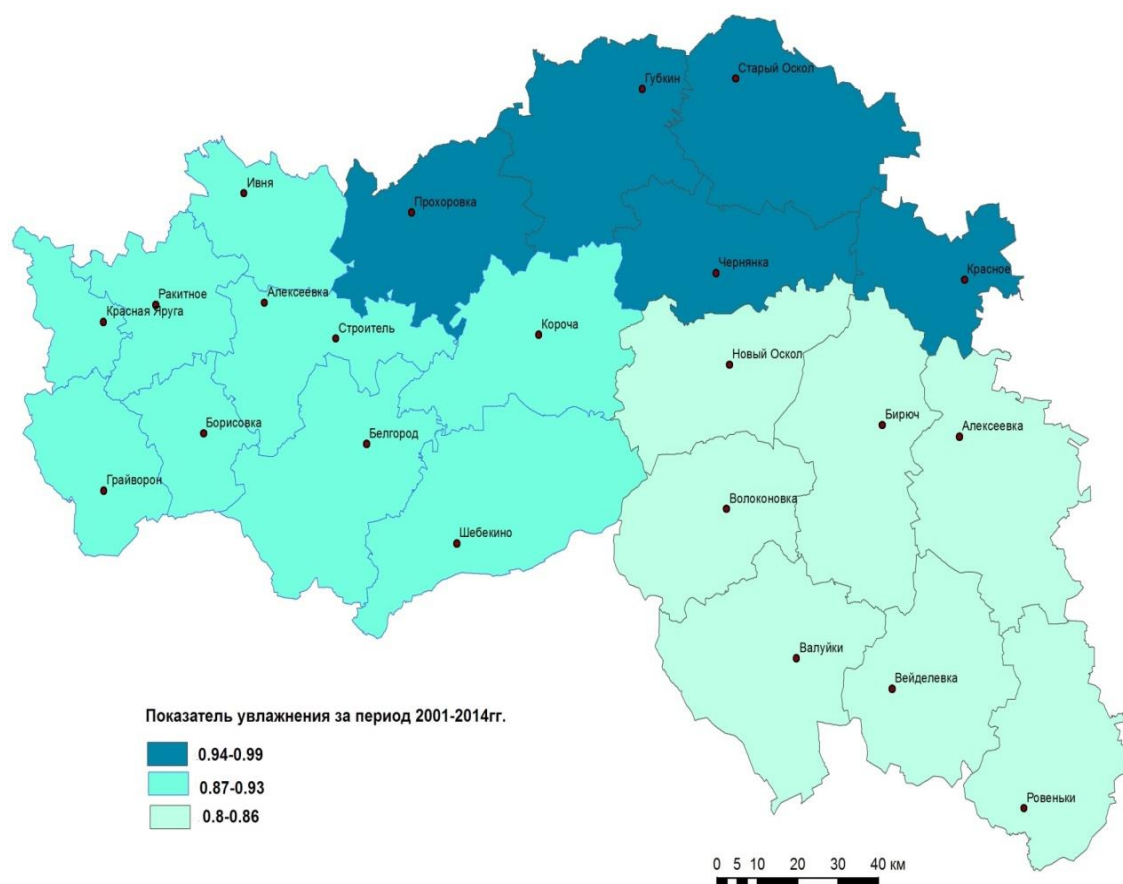 Старый Оскол
Губкин
Ивня
Прохоровка
Чернянка
Красное
Ракитное
Алексеевка
Красная Яруга
Строитель
Короча
Новый Оскол
Бирюч
Алексеевка
Борисовка
Белгород
Грайворон
Волоконовка
Шебекино
Валуйки
Вейделевка
Ровеньки
Показатель увлажнения за период 2001-2014гг.
0.94-0.99
0.87-0.93
0.8-0.86
0 5 10 20 30 40 км